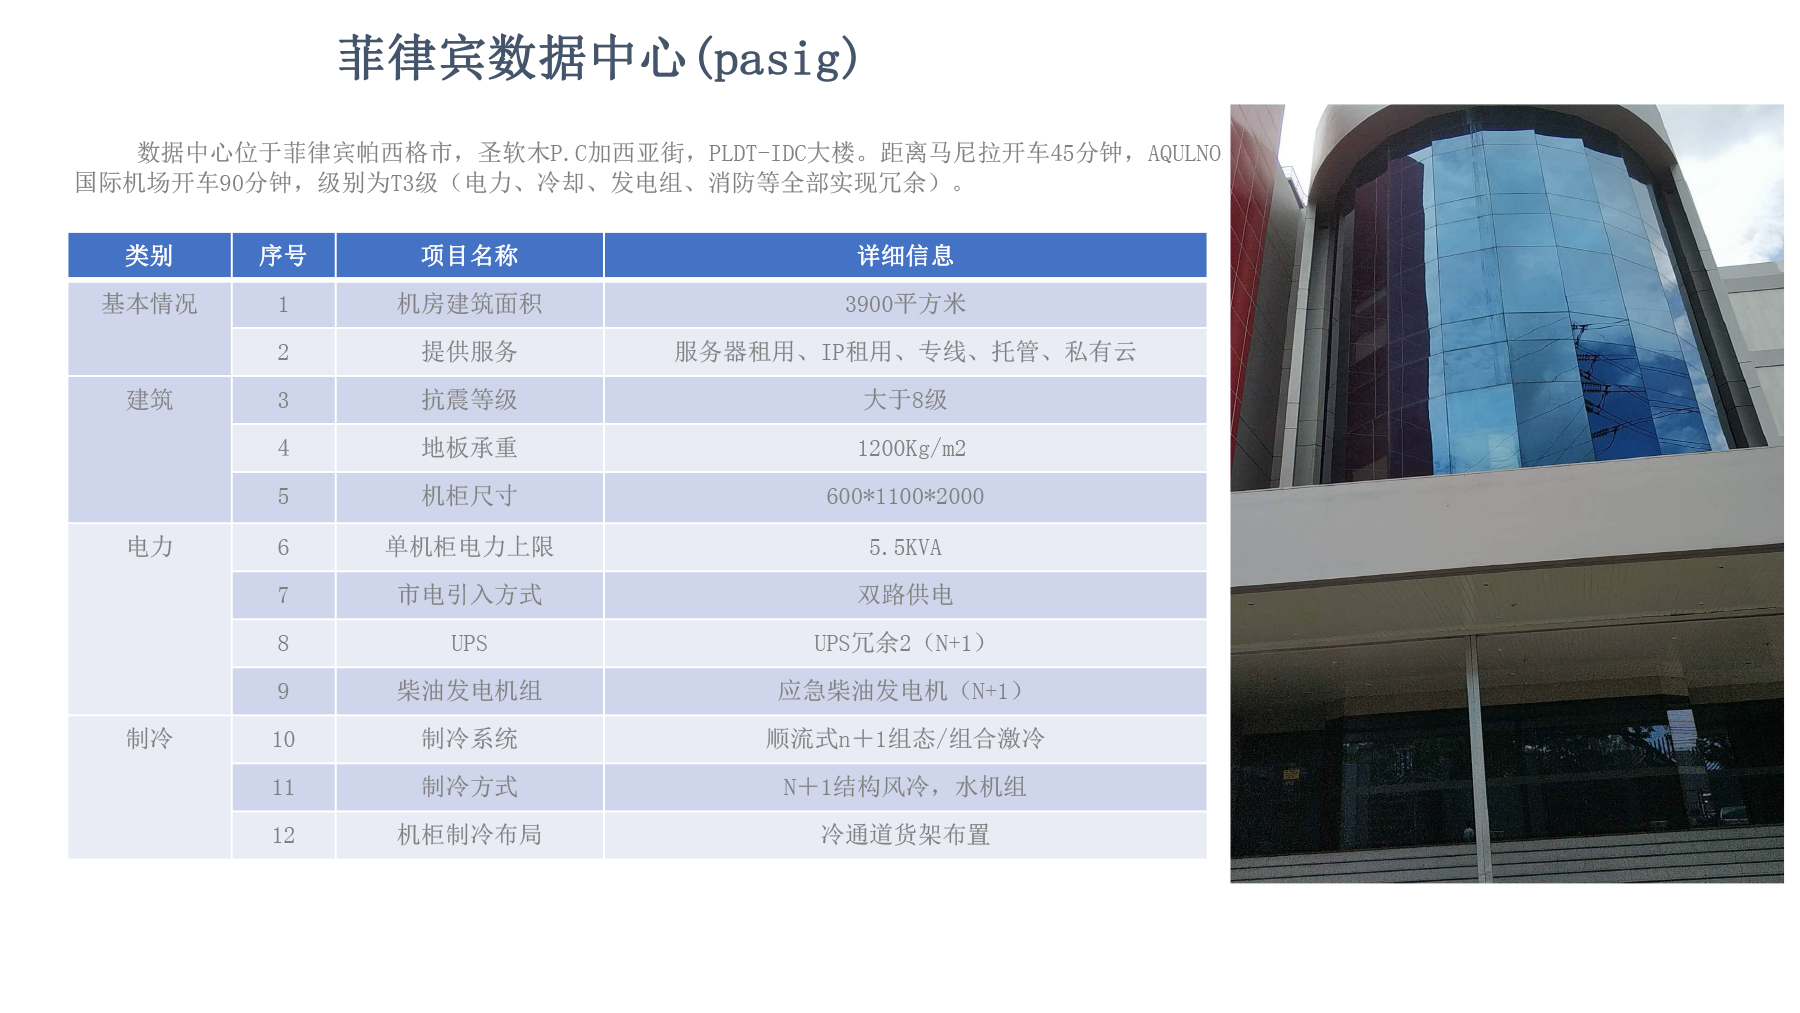 菲律宾数据中心(pasig)
数据中心位于菲律宾帕西格市，圣软木P.C加西亚街，PLDT-IDC大楼。距离马尼拉开车45分钟，AQULNO
国际机场开车90分钟，级别为T3级（电力、冷却、发电组、消防等全部实现冗余）。
类别 序号 项目名称 详细信息
基本情况 1 机房建筑面积 3900平方米
2 提供服务 服务器租用、IP租用、专线、托管、私有云
建筑 3 抗震等级 大于8级
4 地板承重 1200Kg/m2
5 机柜尺寸 600*1100*2000
电力 6 单机柜电力上限 5.5KVA
7 市电引入方式 双路供电
8 UPS UPS冗余2（N+1）
9 柴油发电机组 应急柴油发电机（N+1）
制冷 10 制冷系统 顺流式n＋1组态/组合激冷
11 制冷方式 N＋1结构风冷，水机组
12 机柜制冷布局 冷通道货架布置